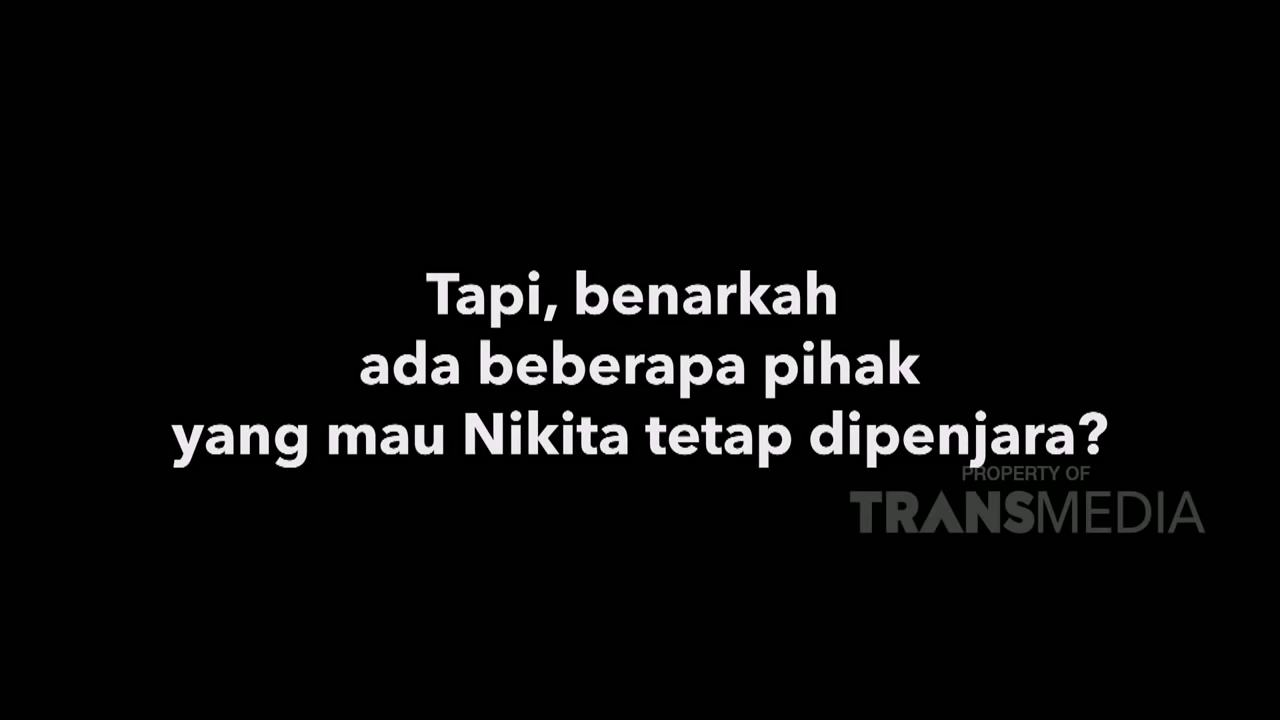 Tapi, benarkah
ada beberapa pihak
yang mau Nikita tetap dipenjara?
PROPERTY OF
TRANSMEDIA